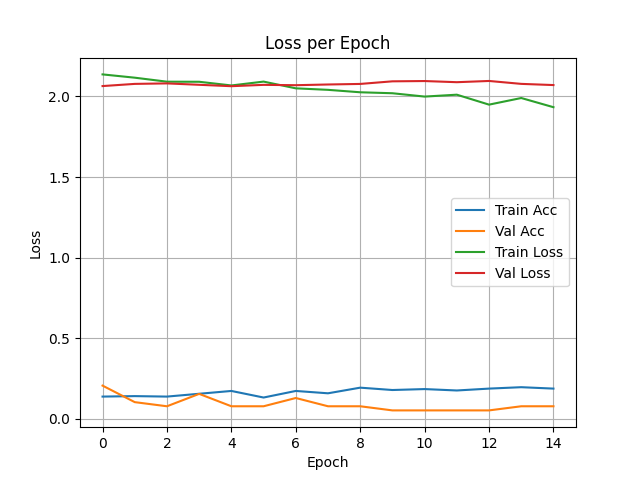 Loss per Epoch
Loss
2.0
1.5
1.0
0.5
0.0
Train Acc
Val Acc
Train Loss
Val Loss
0 2 4 6 8 10 12 14
Epoch